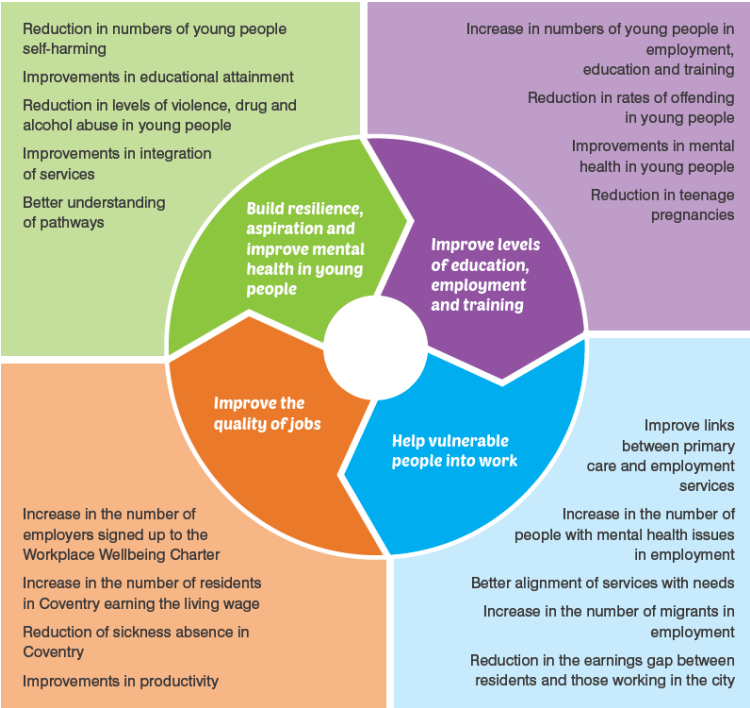 Reduction in numbers of young people
self-harming
Improvements in educational attainment
Reduction in levels of violence, drug and
alcohol abuse in young people
Improvements in integration
of services
Better understanding
of pathways
Increase in numbers of young people in
employment,
education and training
Reduction in rates of offending
in young people
Improvements in mental
health in young people
Reduction in teenage
pregnancies
Build resilience,
aspiration and
improve mental
health in young
people
Improve levels
of education,
employment
and training
Improve the
quality of jobs
Help vulnerable
people into work
Increase in the number of
employers signed up to the
Workplace Wellbeing Charter
Increase in the number of residents
in Coventry earning the living wage
Reduction of sickness absence in
Coventry
Improvements in productivity
Improve links
between primary
care and employment
services
Increase in the number of
people with mental health issues
in employment
Better alignment of services with needs
Increase in the number of migrants in
employment
Reduction in the earnings gap between
residents and those working in the city